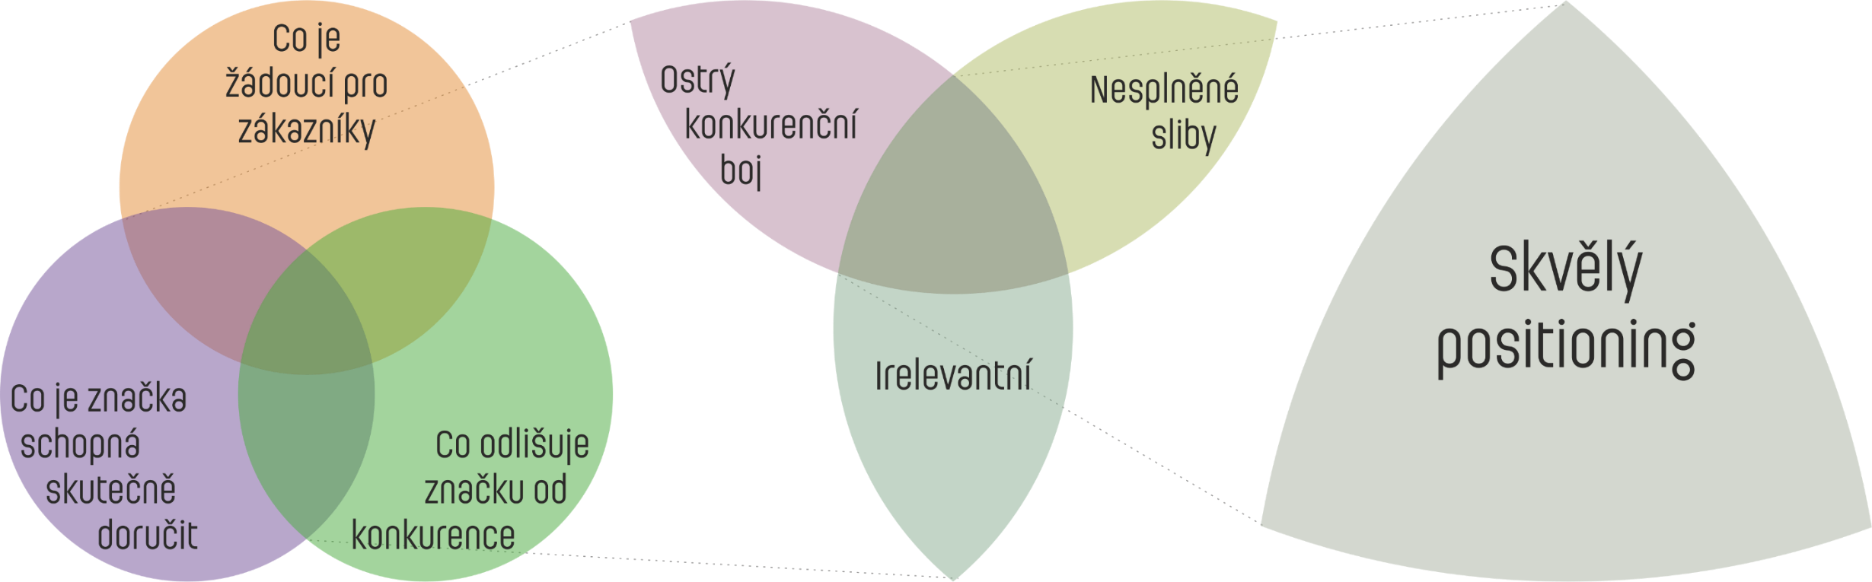 Co je
žádoucí pro
zákazníky
Co je značka
schopná
skutečně
doručit
Co odlišuje
značku od
konkurence
Ostrý
konkurenční
boj
Nesplněné
sliby
Irelevantní
Skvělý
positioning